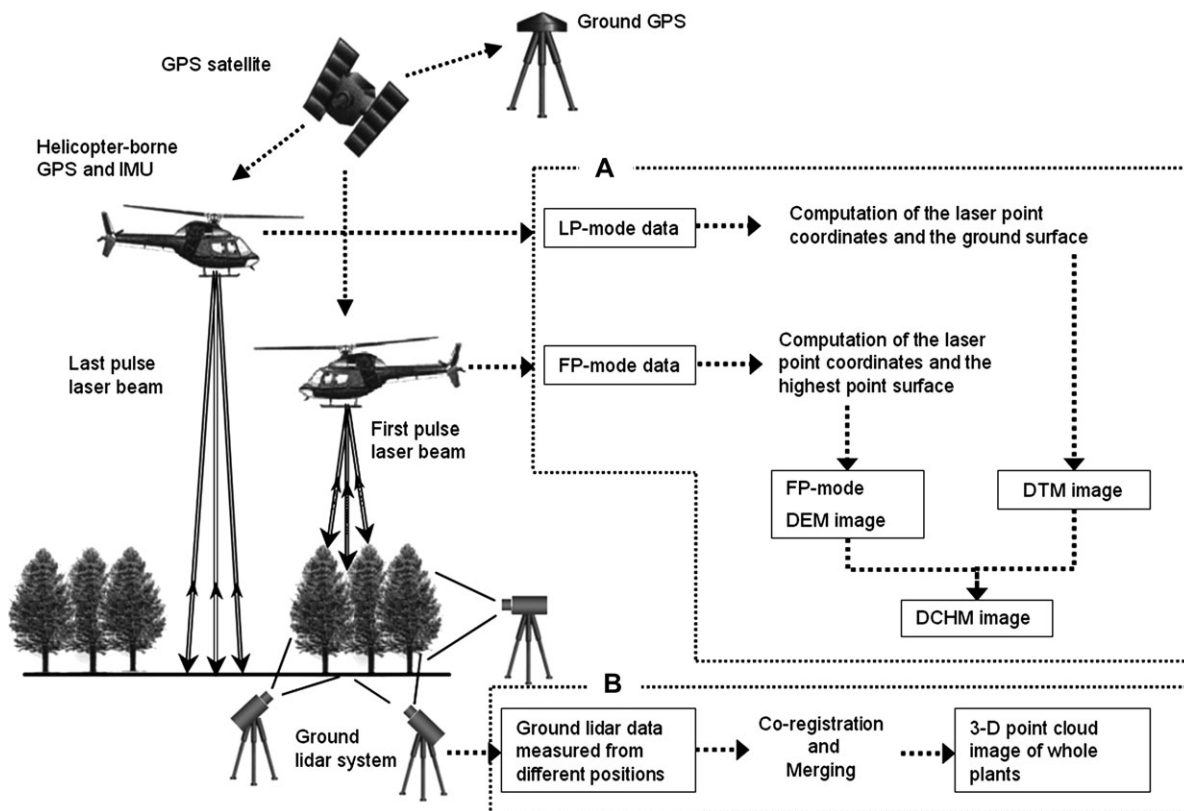 Ground GPS
GPS satellite
Helicopter-borne
GPS and IMU
A
LP-mode data
Computation of the laser point
coordinates and the ground surface
Last pulse
laser beam
FP-mode data
Computation of the laser
point coordinates and the
highest point surface
First pulse
laser beam
FP-mode
DEM image
DTM image
DCHM image
B
Ground
lidar system
Ground lidar data
measured from
different positions
Co-registration
and
Merging
3-D point cloud
image of whole
plants